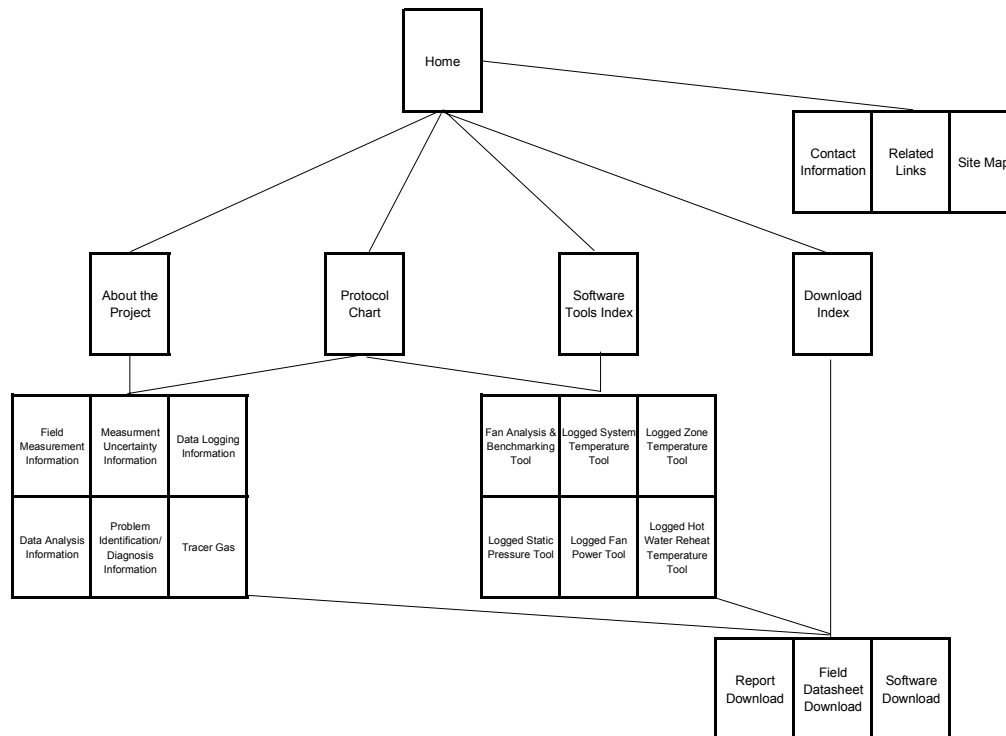 Home
Contact
Information
Related
Links
Site Map
About the
Project
Protocol
Chart
Software
Tools Index
Download
Index
Field
Measurement
Information
Measurment
Uncertainty
Information
Data Logging
Information
Fan Analysis &
Benchmarking
Tool
Logged System
Temperature
Tool
Logged Zone
Temperature
Tool
Data Analysis
Information
Problem
Identification/
Diagnosis
Information
Tracer Gas
Logged Static
Pressure Tool
Logged Fan
Power Tool
Logged Hot
Water Reheat
Temperature
Tool
Report
Download
Field
Datasheet
Download
Software
Download